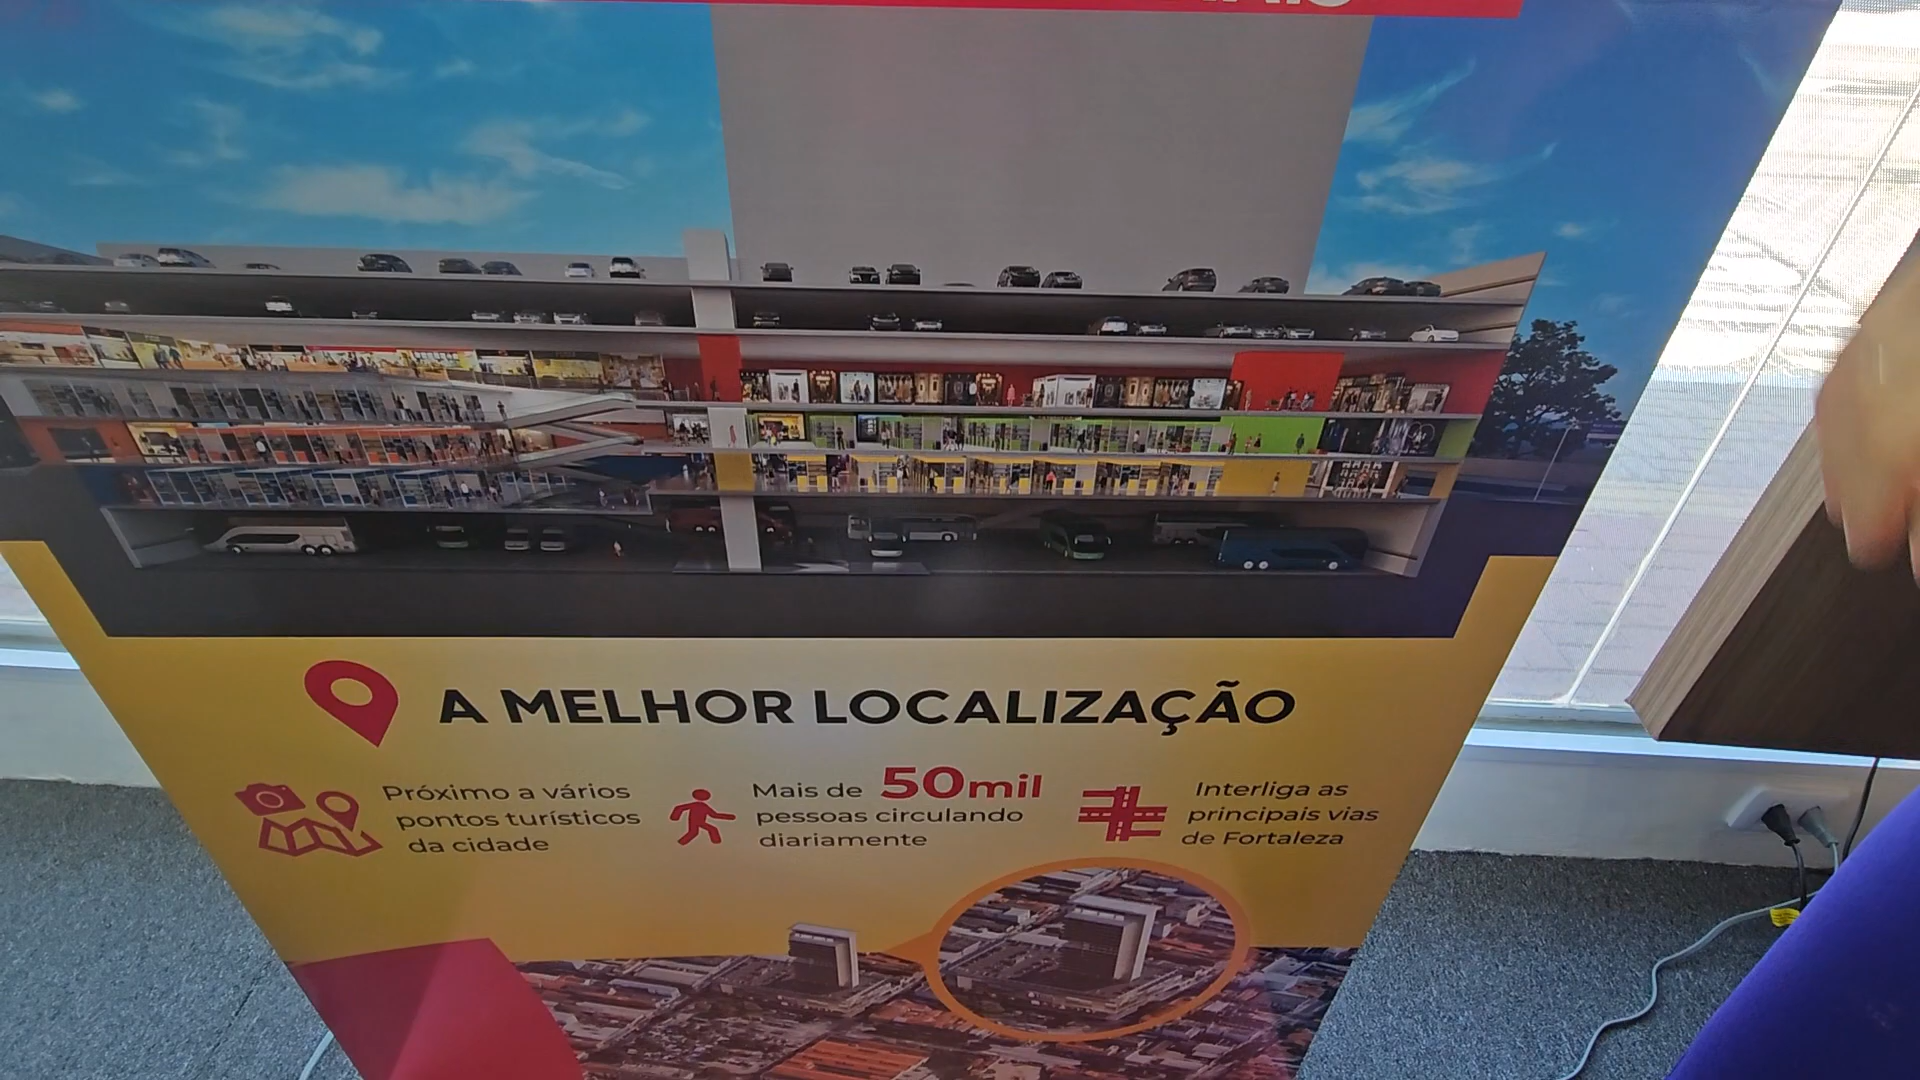 A MELHOR LOCALIZAÇÃO
Próximo a vários
pontos turísticos
da cidade
Mais de 50mil
pessoas circulando
diariamente
Interliga as
principais vias
de Fortaleza